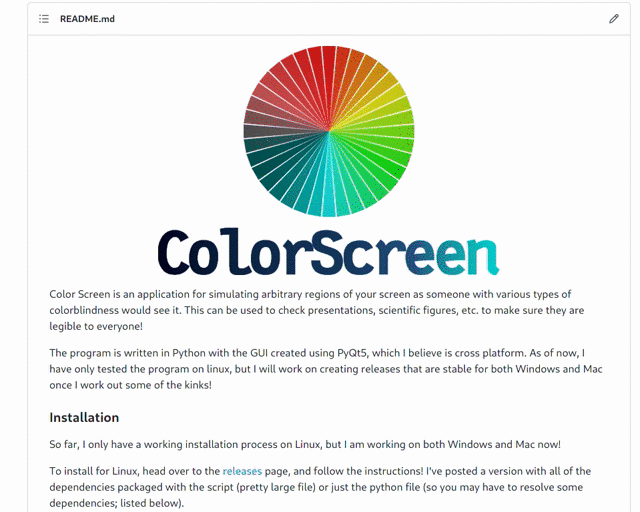 README.md
ColorScreen
Color Screen is an application for simulating arbitrary regions of your screen as someone with various types of
colorblindness would see it. This can be used to check presentations, scientific figures, etc. to make sure they are
legible to everyone!
The program is written in Python with the GUI created using PyQt5, which I believe is cross platform. As of now, I
have only tested the program on linux, but I will work on creating releases that are stable for both Windows and Mac
once I work out some of the kinks!
Installation
So far, I only have a working installation process on Linux, but I am working on both Windows and Mac now!
To install for Linux, head over to the releases page, and follow the instructions! I've posted a version with all of the
dependencies packaged with the script (pretty large file) or just the python file (so you may have to resolve some
dependencies; listed below).